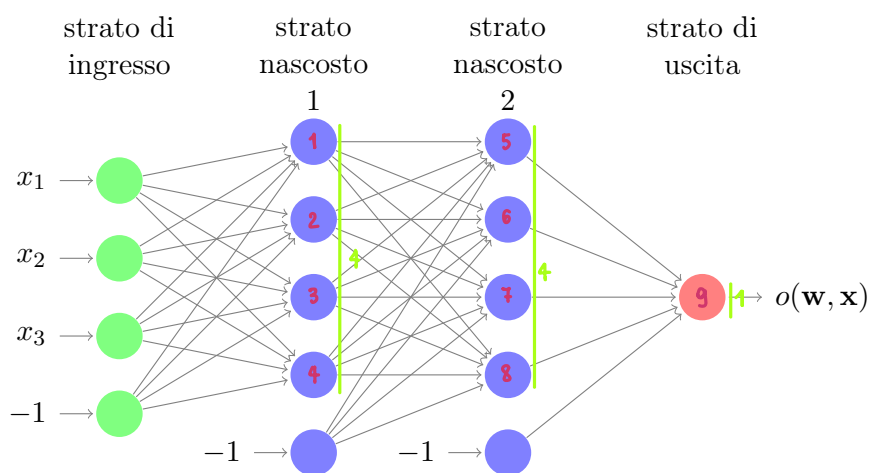 strato di
ingresso
strato
nascosto
1
strato
nascosto
2
strato di
uscita
x1
x2
x3
−1
1
2
3
4
4
−1
5
6
7
8
4
−1
9
1
o(w, x)